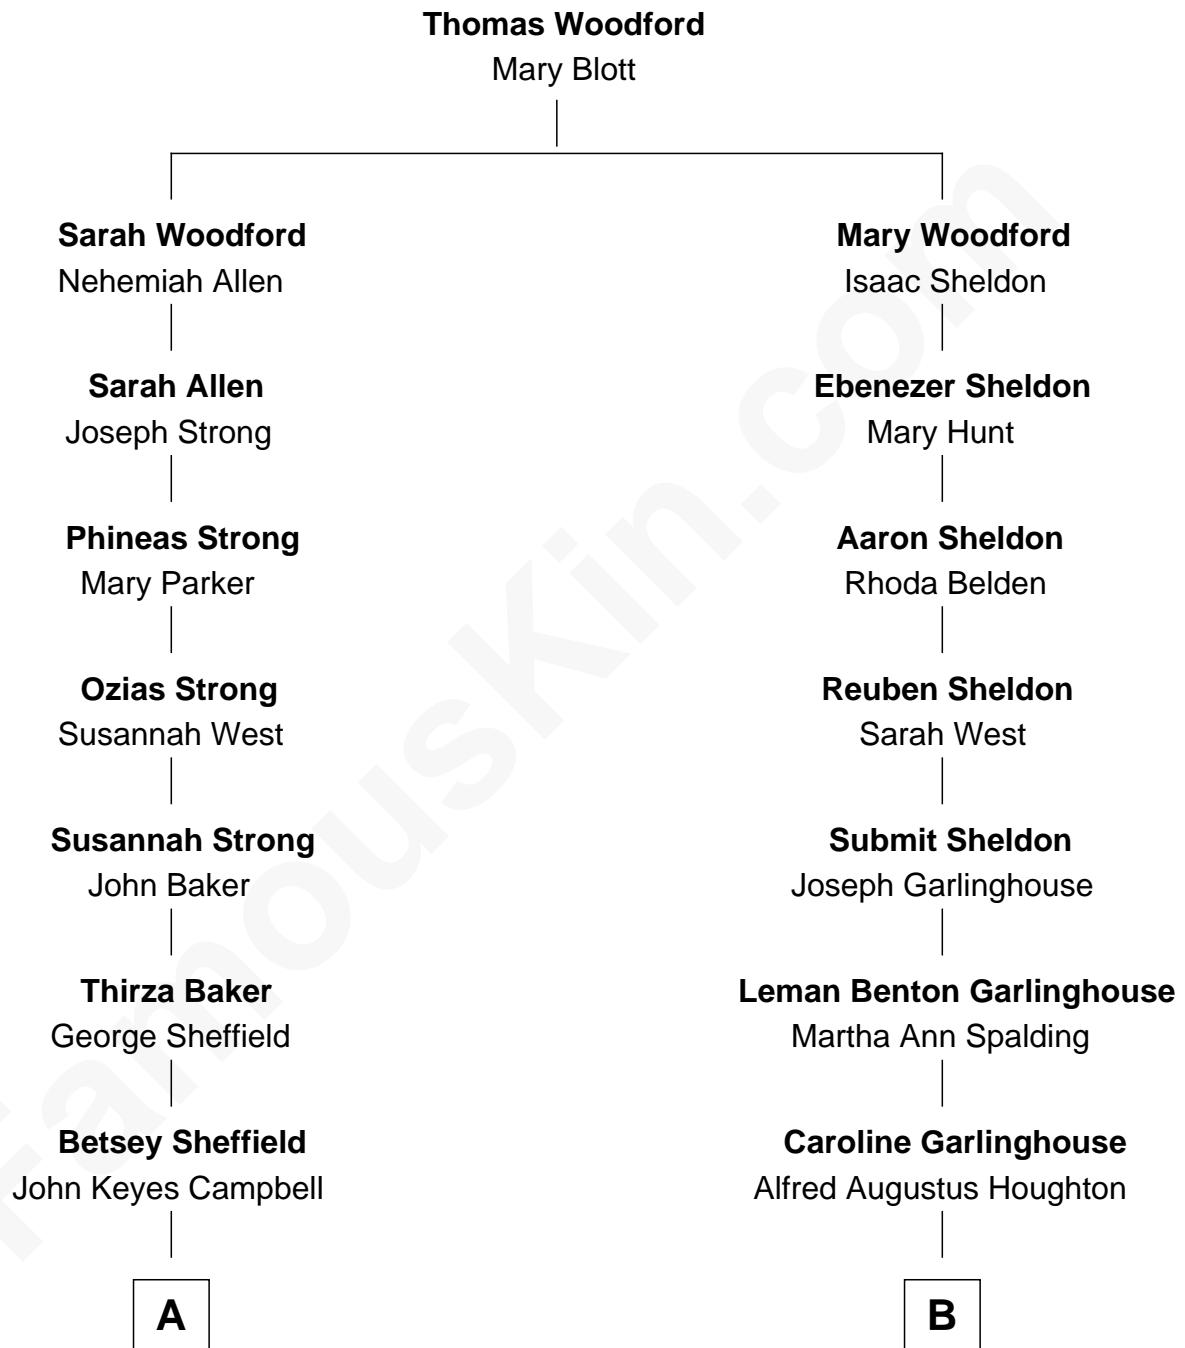 Thomas Woodford
Mary Blott
Sarah Woodford
Nehemiah Allen
Mary Woodford
Isaac Sheldon
Sarah Allen
Joseph Strong
Ebenezer Sheldon
Mary Hunt
Phineas Strong
Mary Parker
Aaron Sheldon
Rhoda Belden
Ozias Strong
Susannah West
Reuben Sheldon
Sarah West
Susannah Strong
John Baker
Submit Sheldon
Joseph Garlinghouse
Thirza Baker
George Sheffield
Leman Benton Garlinghouse
Martha Ann Spalding
Betsey Sheffield
John Keyes Campbell
Caroline Garlinghouse
Alfred Augustus Houghton
A
B
FamousKin.com